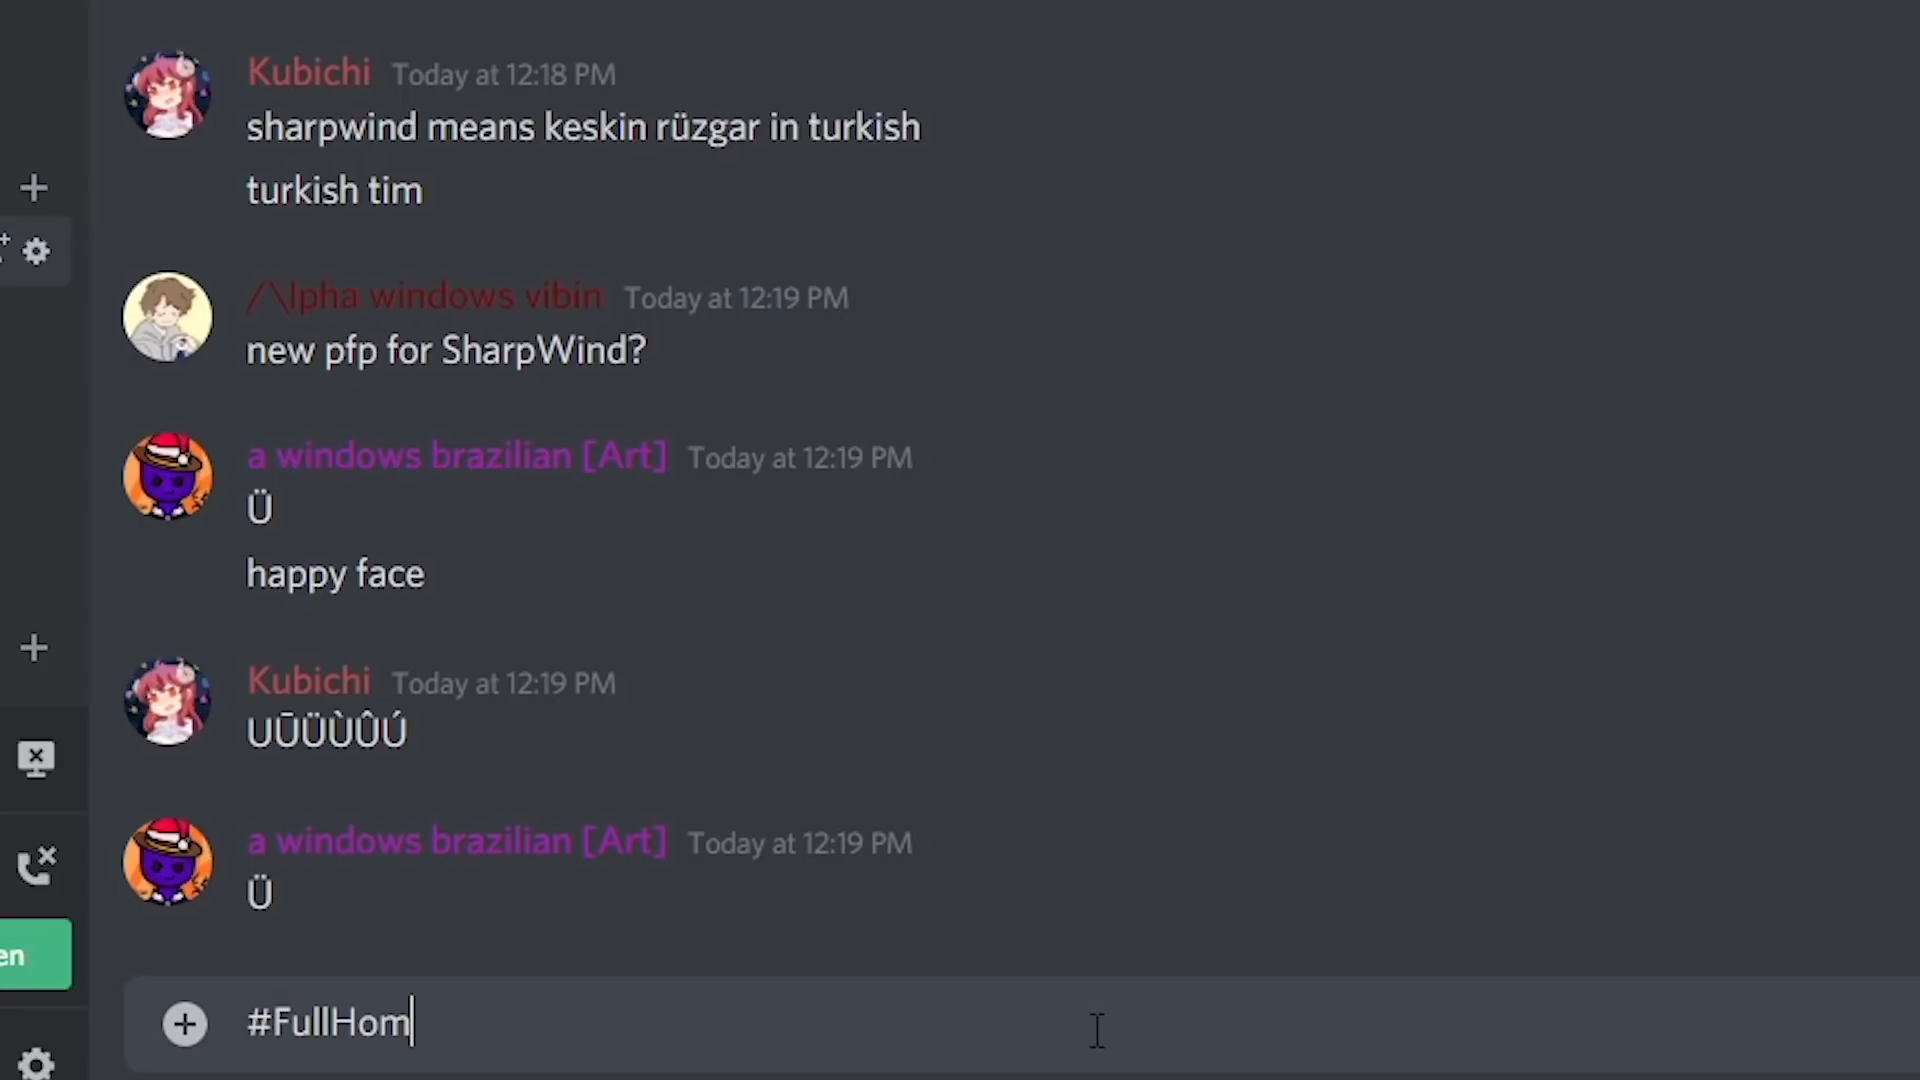 Kubichi Today at 12:18 PM
sharpwind means keskin rüzgar in turkish
turkish tim
/\lpha windows vibin Today at 12:19 PM
new pfp for SharpWind?
a windows brazilian [Art] Today at 12:19 PM
Ü
happy face
Kubichi Today at 12:19 PM
UŪÜÙÛÚ
a windows brazilian [Art] Today at 12:19 PM
Ü
en
#FullHom